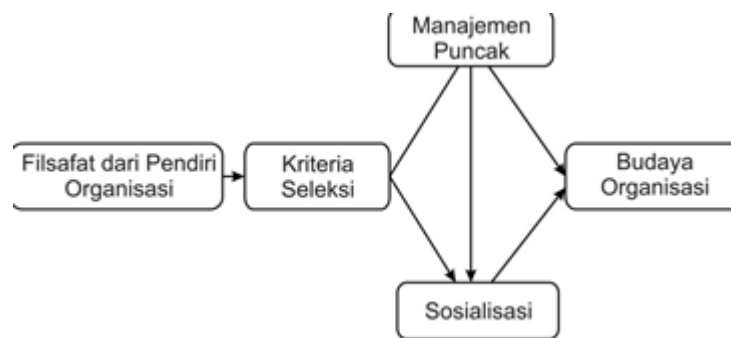 Manajemen
Puncak
Filsafat dari Pendiri
Organisasi
Kriteria
Seleksi
Budaya
Organisasi
Sosialisasi